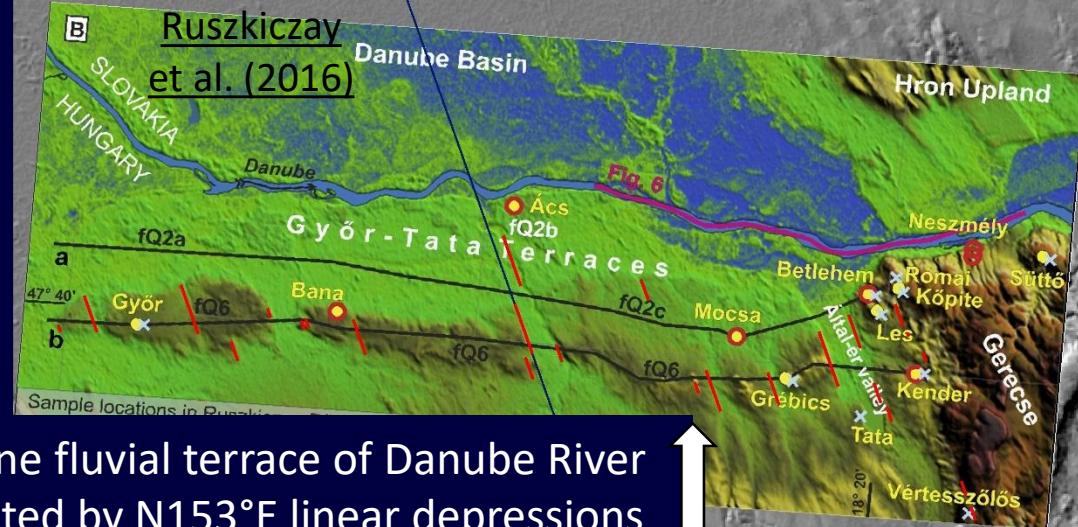 B
Ruszkiczay
et al. (2016)
Danube Basin
Hron Upland
SLOVAKIA
HUNGARY
Danube
Fig. 6
Ács
fQ2b
Győr-Tata Terraces
Neszmély
6
Süttő
fQ2a
a
Betlehem
Római
Kőpite
Les
47° 40'
Győr
fQ6
Bana
fQ2c
Mocsa
Által-ér valley
Gerecse
b
fQ6
fQ6
Grébics
Kender
Tata
Sample locations in
18° 20'
Vértesszőlős
ne fluvial terrace of Danube River
ted by N153°E linear depressions